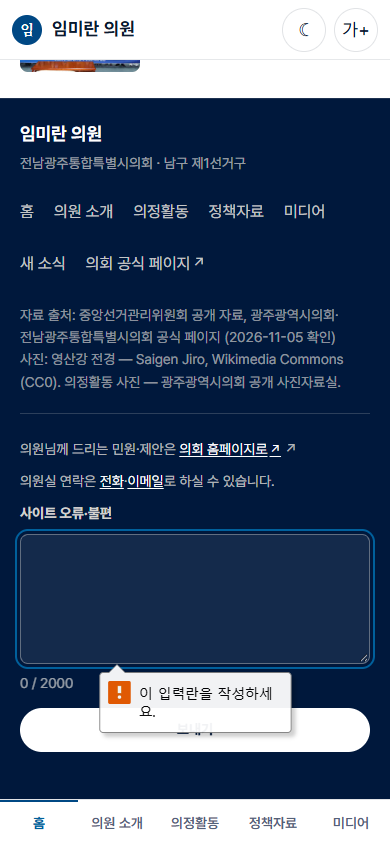 임 임미란 의원 ☾ 가+
임미란 의원
전남광주통합특별시의회 · 남구 제1선거구
홈 의원 소개 의정활동 정책자료 미디어
새 소식 의회 공식 페이지 ↗
자료 출처: 중앙선거관리위원회 공개 자료, 광주광역시의회·
전남광주통합특별시의회 공식 페이지 (2026-11-05 확인)
사진: 영산강 전경 — Saigen Jiro, Wikimedia Commons
(CC0). 의정활동 사진 — 광주광역시의회 공개 사진자료실.
의원님께 드리는 민원·제안은 의회 홈페이지로 ↗ ↗
의원실 연락은 전화·이메일로 하실 수 있습니다.
사이트 오류·불편
0 / 2000
이 입력란을 작성하세
요.
보내기
홈 의원 소개 의정활동 정책자료 미디어